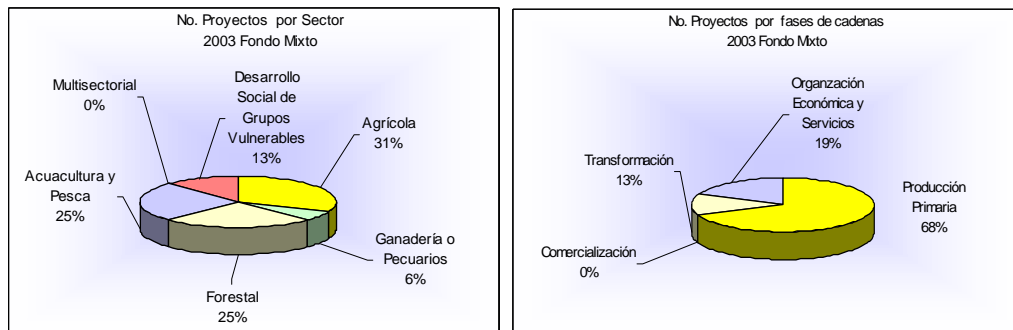 No. Proyectos por Sector
2003 Fondo Mixto
Multisectorial
0%
Desarrollo
Social de
Grupos
Vulnerables
13%
Agrícola
31%
Acuacultura y
Pesca
25%
Ganadería o
Pecuarios
6%
Forestal
25%
No. Proyectos por fases de cadenas
2003 Fondo Mixto
Organzación
Económica y
Servicios
19%
Transformación
13%
Producción
Primaria
68%
Comercialización
0%